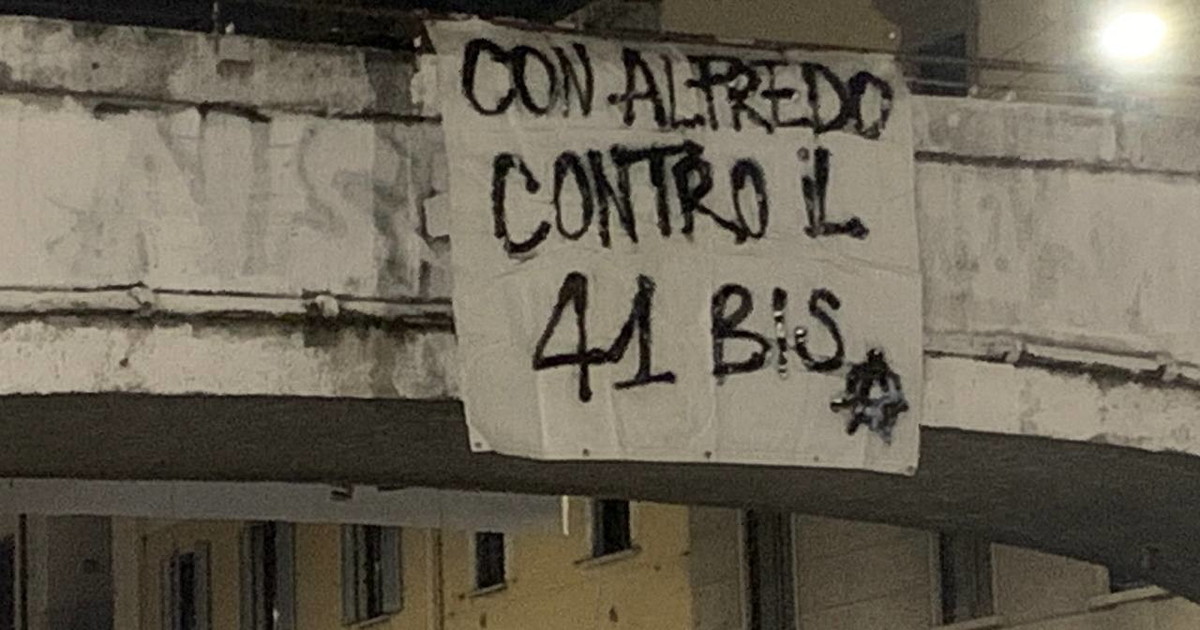 CON ALFREDO
CONTRO iL
41 BiS